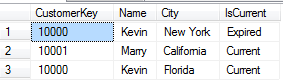 CustomerKey Name City IsCurrent
1 10000 Kevin New York Expired
2 10001 Marry California Current
3 10000 Kevin Florida Current